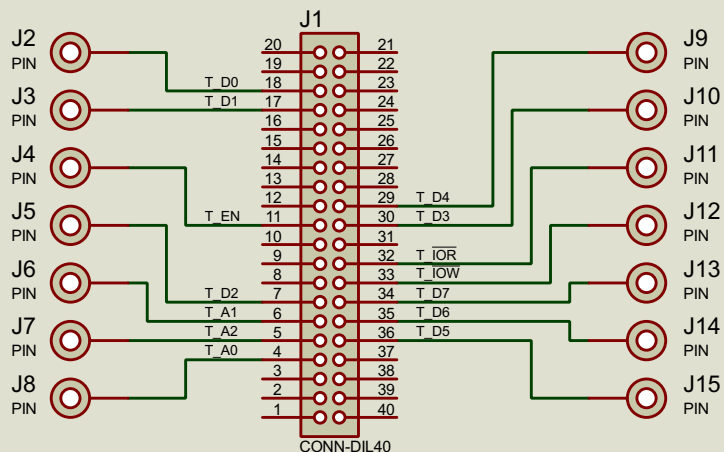 J1
J2
PIN
J3
PIN
J4
PIN
J5
PIN
J6
PIN
J7
PIN
J8
PIN
20 21
19 22
T_D0 18 23
T_D1 17 24
16 25
15 26
14 27
13 28
12 29 T_D4
T_EN 11 30 T_D3
10 31
9 32 T_I̅O̅R̅
8 33 T_I̅O̅W̅
T_D2 7 34 T_D7
T_A1 6 35 T_D6
T_A2 5 36 T_D5
T_A0 4 37
3 38
2 39
1 40
CONN-DIL40
J9
PIN
J10
PIN
J11
PIN
J12
PIN
J13
PIN
J14
PIN
J15
PIN